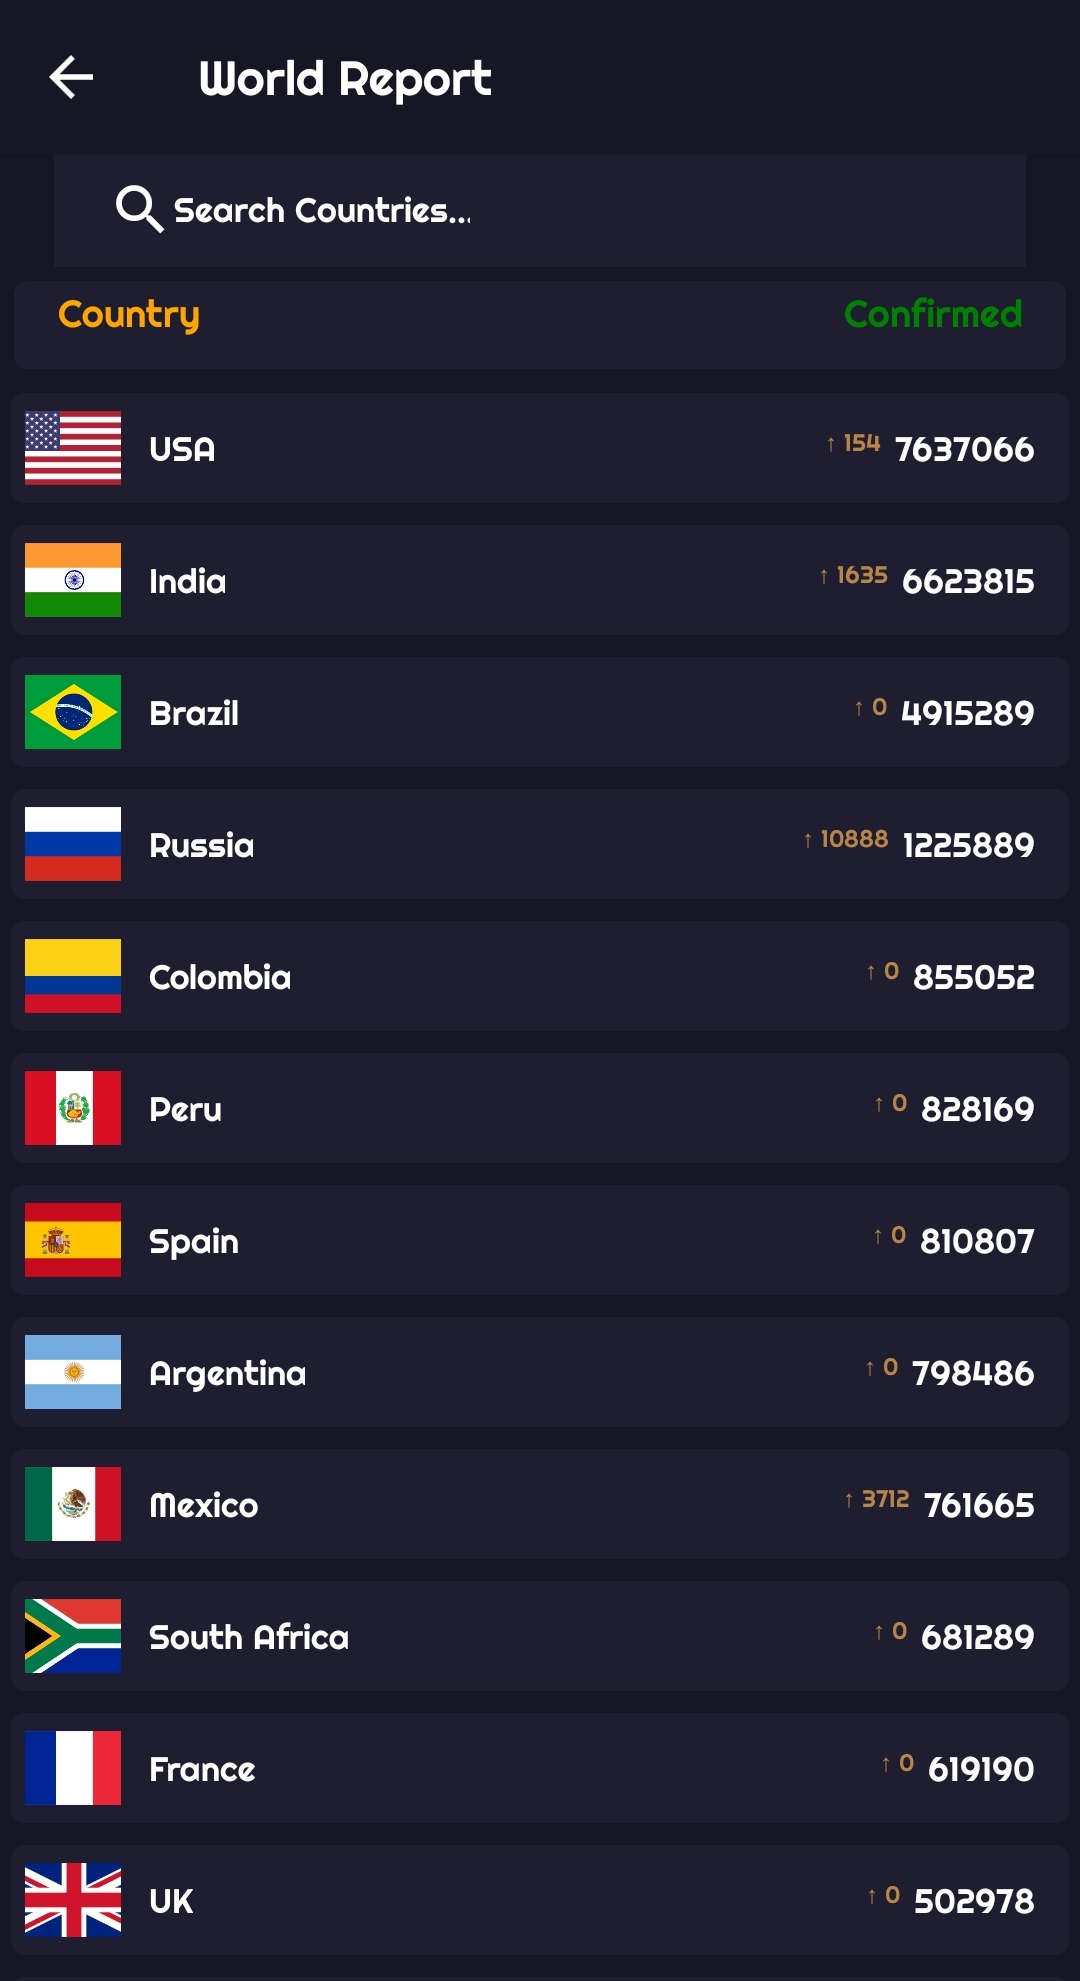 World Report
Search Countries...
Country Confirmed
USA ↑ 154 7637066
India ↑ 1635 6623815
Brazil ↑ 0 4915289
Russia ↑ 10888 1225889
Colombia ↑ 0 855052
Peru ↑ 0 828169
Spain ↑ 0 810807
Argentina ↑ 0 798486
Mexico ↑ 3712 761665
South Africa ↑ 0 681289
France ↑ 0 619190
UK ↑ 0 502978